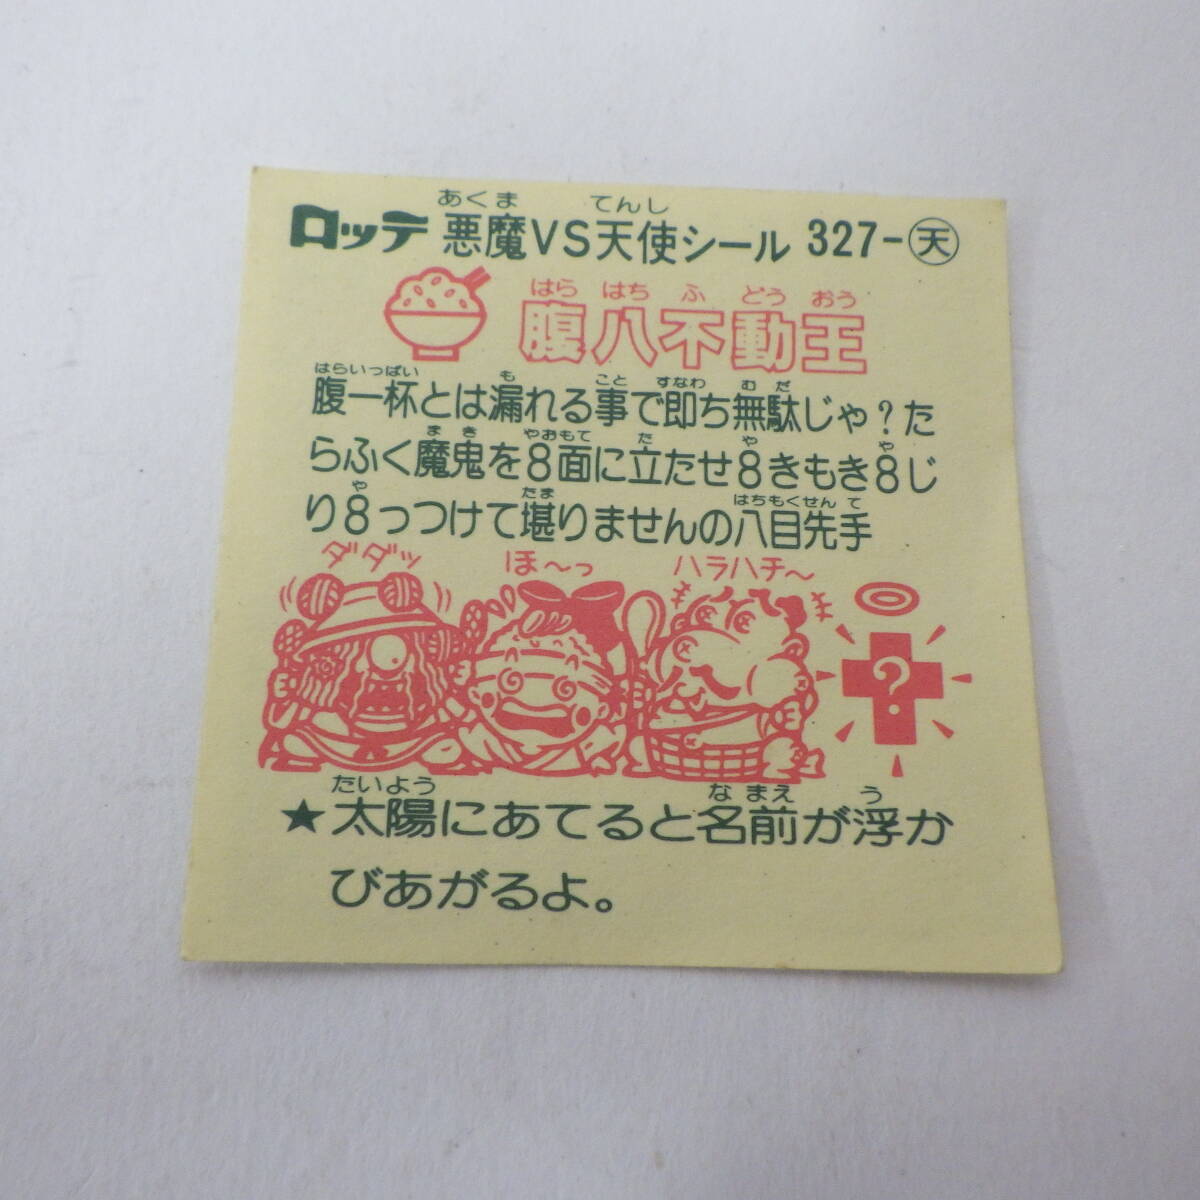 あくま てんし
ロッテ 悪魔VS天使シール 327-天
はら はち ふ どう おう
腹八不動王
はらいっぱい も こと すなわ むだ
腹一杯とは漏れる事で即ち無駄じゃ?た
まき やおもて た や や
らふく魔鬼を8面に立たせ8きもき8じ
や たま はちもくせんて
り8っつけて堪りませんの八目先手
ダダッ ほ〜っ ハラハチ〜
?
たいよう なまえ う
★太陽にあてると名前が浮か
びあがるよ。